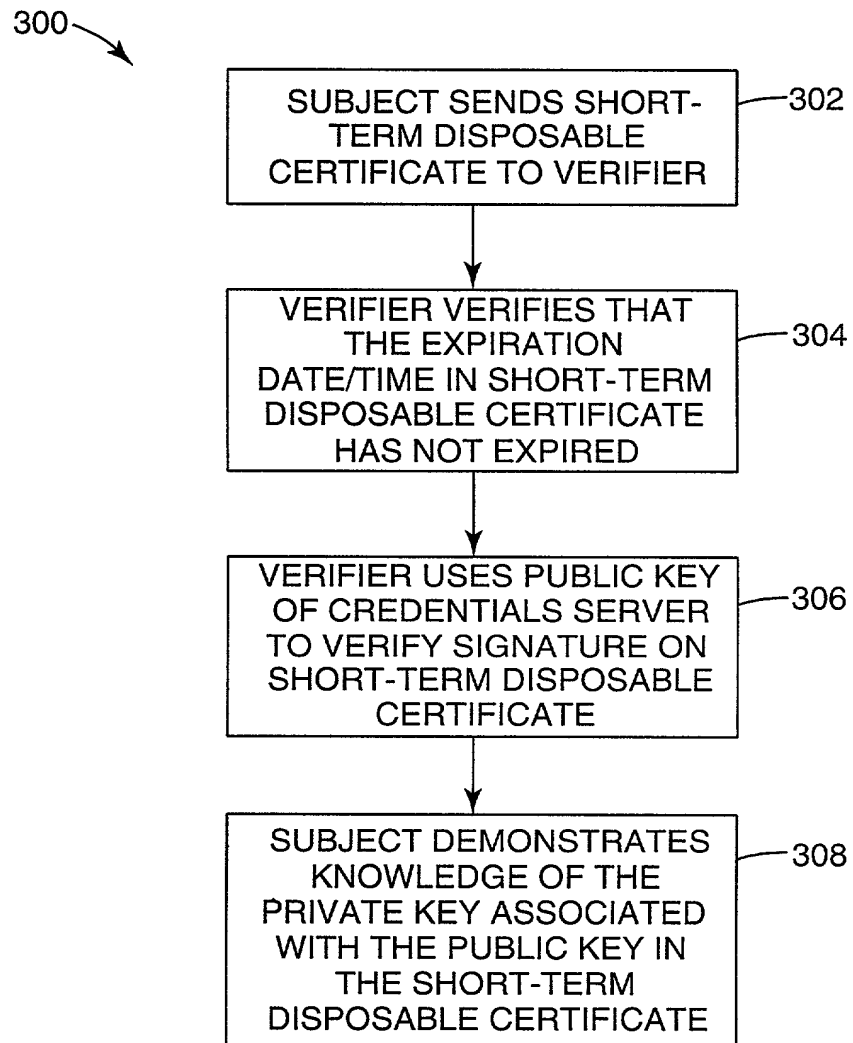 300
SUBJECT SENDS SHORT-
TERM DISPOSABLE
CERTIFICATE TO VERIFIER
302
VERIFIER VERIFIES THAT
THE EXPIRATION
DATE/TIME IN SHORT-TERM
DISPOSABLE CERTIFICATE
HAS NOT EXPIRED
304
VERIFIER USES PUBLIC KEY
OF CREDENTIALS SERVER
TO VERIFY SIGNATURE ON
SHORT-TERM DISPOSABLE
CERTIFICATE
306
SUBJECT DEMONSTRATES
KNOWLEDGE OF THE
PRIVATE KEY ASSOCIATED
WITH THE PUBLIC KEY IN
THE SHORT-TERM
DISPOSABLE CERTIFICATE
308